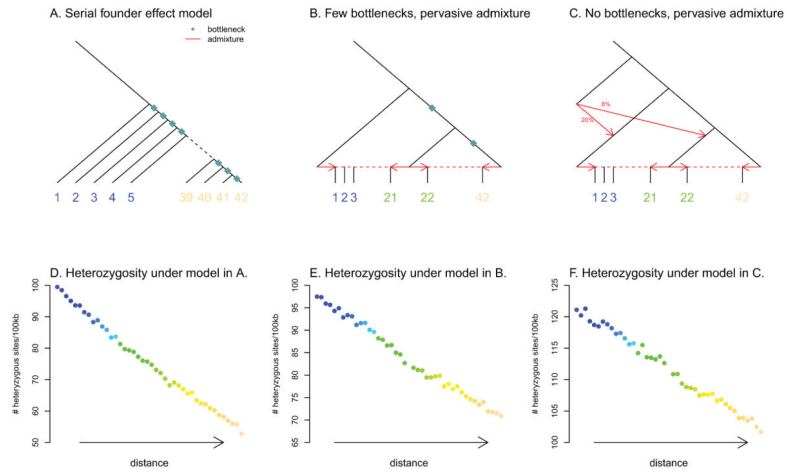 A. Serial founder effect model
bottleneck
admixture
1 2 3 4 5 39 40 41 42
B. Few bottlenecks, pervasive admixture
1 2 3 21 22 42
C. No bottlenecks, pervasive admixture
8%
20%
1 2 3 21 22 42
D. Heterozygosity under model in A.
# heteryzygous sites/100kb
100
90
80
70
60
50
distance
E. Heterozygosity under model in B.
# heteryzygous sites/100kb
100
95
90
85
80
75
70
65
distance
F. Heterozygosity under model in C.
# heteryzygous sites/100kb
125
120
115
110
105
100
distance